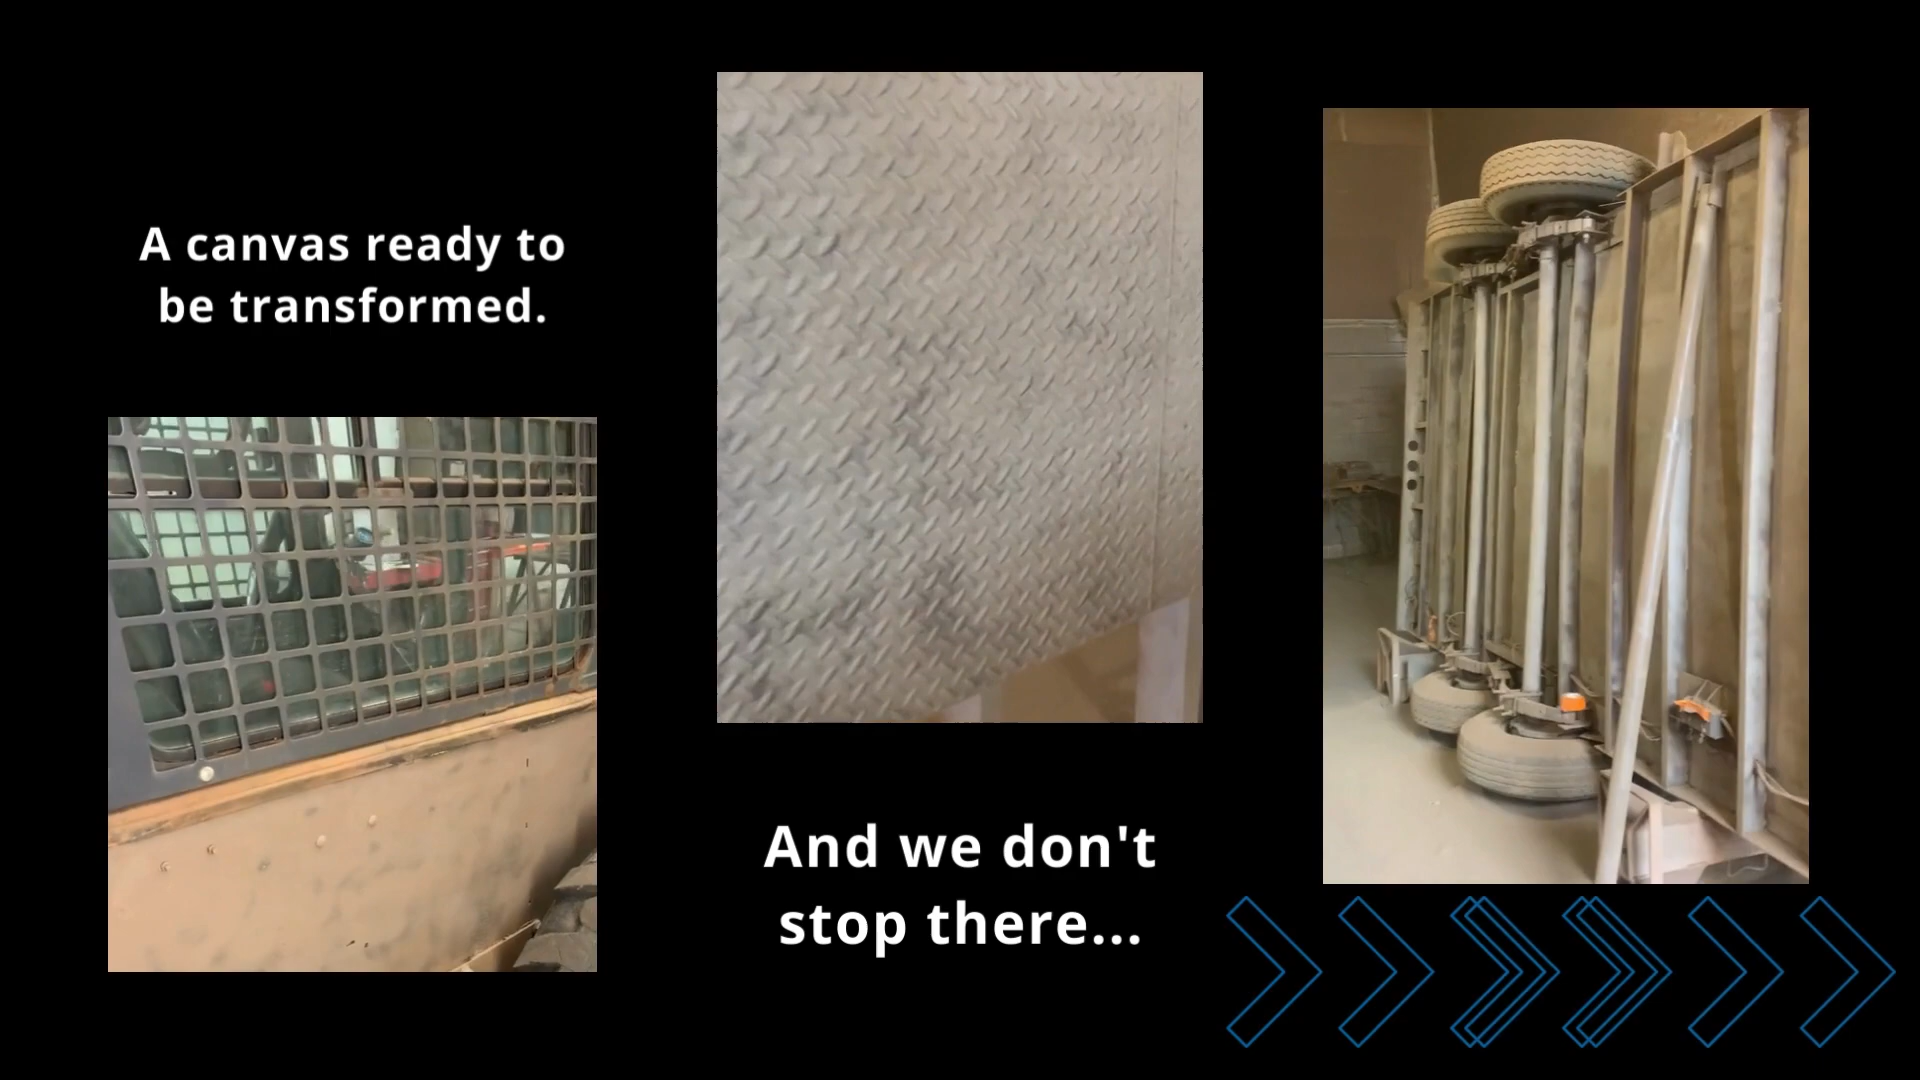 A canvas ready to
be transformed.
And we don't
stop there...